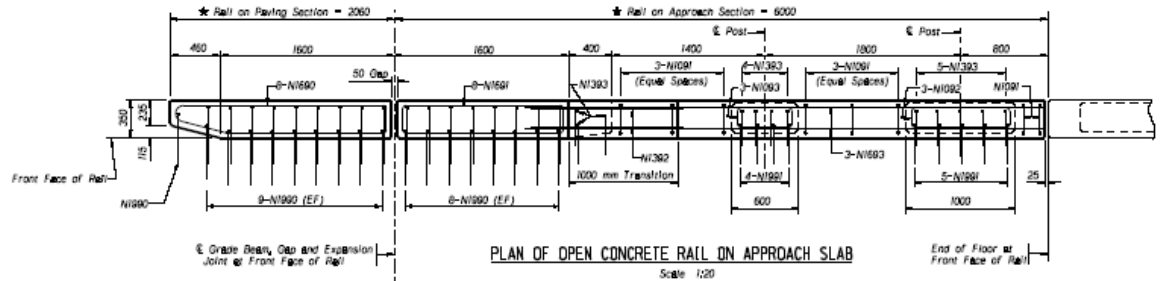 ★ Rail on Paving Section = 2060
★ Rail on Approach Section = 6000
℄ Post
℄ Post
460
1600
1600
400
1400
1800
800
50 Gap
3-N1091
(Equal Spaces)
4-N1393
3-N1091
(Equal Spaces)
5-N1393
8-N1690
8-N1691
N1393
3-N1093
3-N1092
N1091
350
235
115
N1392
3-N1693
Front Face of Rail
1000 mm Transition
4-N1991
5-N1991
25
N1990
9-N1990 (EF)
8-N1990 (EF)
600
1000
℄ Grade Beam, Gap and Expansion
Joint at Front Face of Rail
PLAN OF OPEN CONCRETE RAIL ON APPROACH SLAB
Scale 1:20
End of Floor at
Front Face of Rail